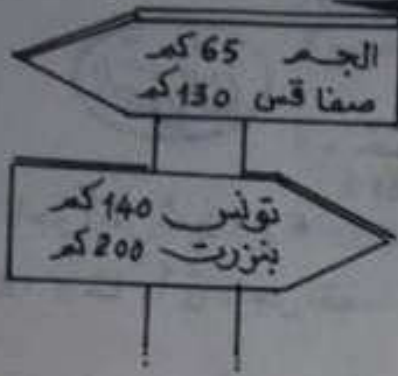 الجم 65 كم
صفاقس 130 كم
تونس 140 كم
بنزرت 200 كم